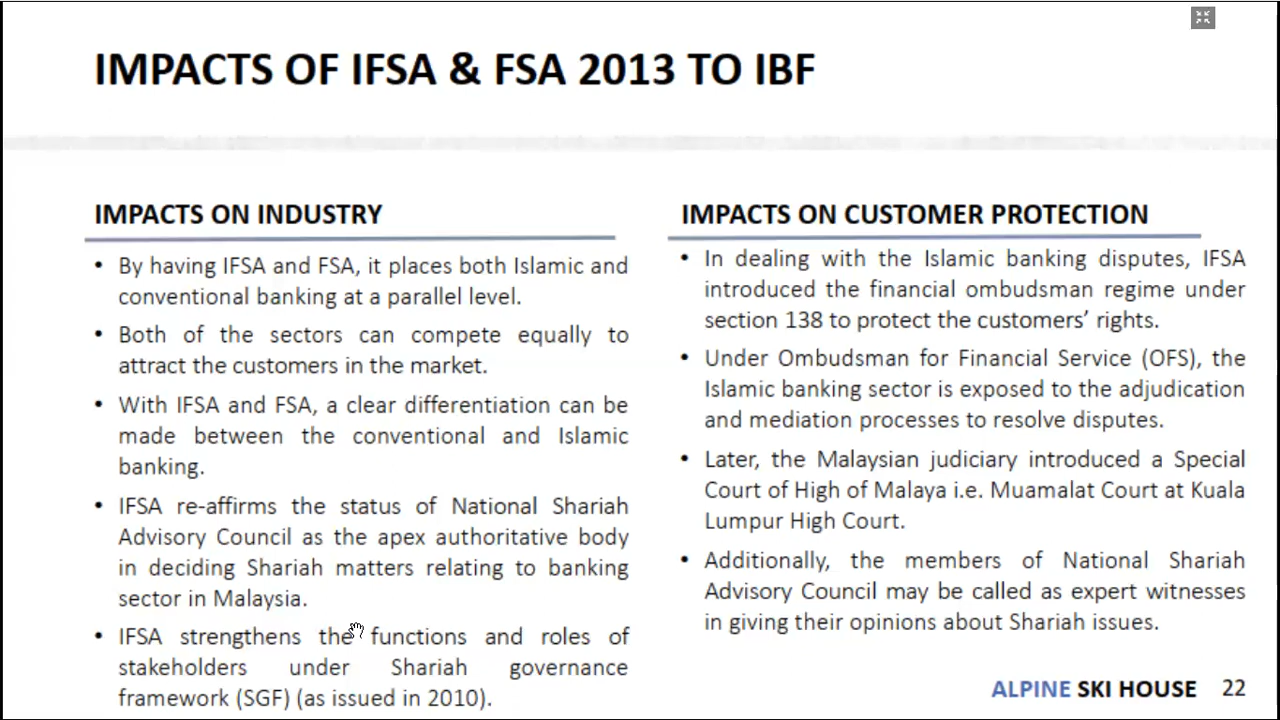 IMPACTS OF IFSA & FSA 2013 TO IBF
IMPACTS ON INDUSTRY
• By having IFSA and FSA, it places both Islamic and
conventional banking at a parallel level.
• Both of the sectors can compete equally to
attract the customers in the market.
• With IFSA and FSA, a clear differentiation can be
made between the conventional and Islamic
banking.
• IFSA re-affirms the status of National Shariah
Advisory Council as the apex authoritative body
in deciding Shariah matters relating to banking
sector in Malaysia.
• IFSA strengthens the functions and roles of
stakeholders under Shariah governance
framework (SGF) (as issued in 2010).
IMPACTS ON CUSTOMER PROTECTION
• In dealing with the Islamic banking disputes, IFSA
introduced the financial ombudsman regime under
section 138 to protect the customers’ rights.
• Under Ombudsman for Financial Service (OFS), the
Islamic banking sector is exposed to the adjudication
and mediation processes to resolve disputes.
• Later, the Malaysian judiciary introduced a Special
Court of High of Malaya i.e. Muamalat Court at Kuala
Lumpur High Court.
• Additionally, the members of National Shariah
Advisory Council may be called as expert witnesses
in giving their opinions about Shariah issues.
ALPINE SKI HOUSE 22